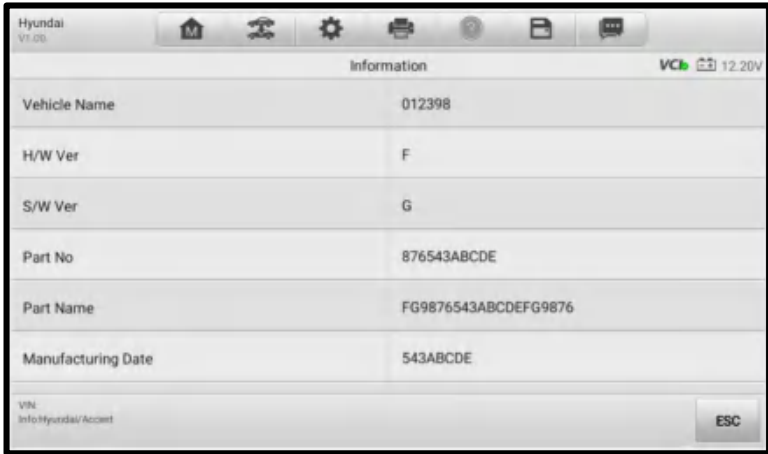 Hyundai
V1.00
M
Information
VCI 12.20V
Vehicle Name 012398
H/W Ver F
S/W Ver G
Part No 876543ABCDE
Part Name FG9876543ABCDEFG9876
Manufacturing Date 543ABCDE
VIN
Info:Hyundai/Accent
ESC